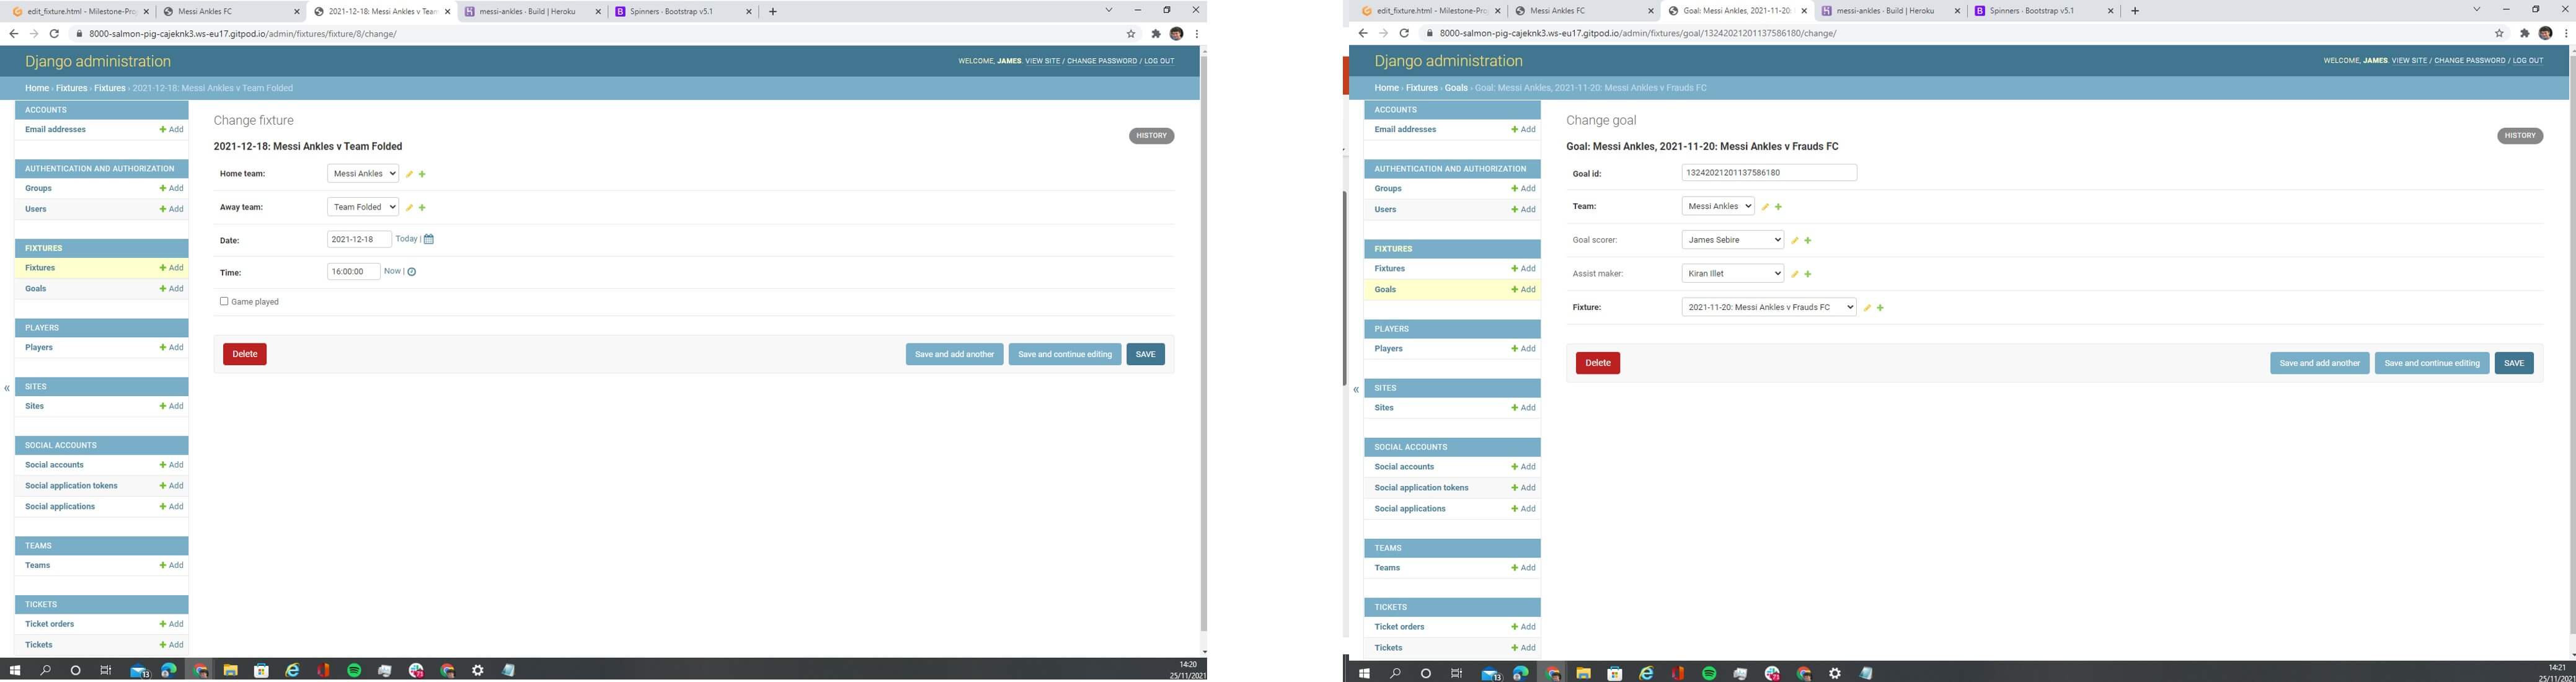 edit_fixture.html - Milestone-Proj
Messi Ankles FC
2021-12-18: Messi Ankles v Team
messi-ankles · Build | Heroku
Spinners · Bootstrap v5.1
8000-salmon-pig-cajeknk3.ws-eu17.gitpod.io/admin/fixtures/fixture/8/change/
Django administration
WELCOME, JAMES. VIEW SITE / CHANGE PASSWORD / LOG OUT
Home › Fixtures › Fixtures › 2021-12-18: Messi Ankles v Team Folded
ACCOUNTS
Email addresses + Add
AUTHENTICATION AND AUTHORIZATION
Groups + Add
Users + Add
FIXTURES
Fixtures + Add
Goals + Add
PLAYERS
Players + Add
SITES
Sites + Add
SOCIAL ACCOUNTS
Social accounts + Add
Social application tokens + Add
Social applications + Add
TEAMS
Teams + Add
TICKETS
Ticket orders + Add
Tickets + Add
«
Change fixture
HISTORY
2021-12-18: Messi Ankles v Team Folded
Home team: Messi Ankles
Away team: Team Folded
Date: 2021-12-18 Today |
Time: 16:00:00 Now |
Game played
Delete
Save and add another
Save and continue editing
SAVE
13
14:20
25/11/2021
edit_fixture.html - Milestone-Proj
Messi Ankles FC
Goal: Messi Ankles, 2021-11-20:
messi-ankles · Build | Heroku
Spinners · Bootstrap v5.1
8000-salmon-pig-cajeknk3.ws-eu17.gitpod.io/admin/fixtures/goal/13242021201137586180/change/
Django administration
WELCOME, JAMES. VIEW SITE / CHANGE PASSWORD / LOG OUT
Home › Fixtures › Goals › Goal: Messi Ankles, 2021-11-20: Messi Ankles v Frauds FC
ACCOUNTS
Email addresses + Add
AUTHENTICATION AND AUTHORIZATION
Groups + Add
Users + Add
FIXTURES
Fixtures + Add
Goals + Add
PLAYERS
Players + Add
SITES
Sites + Add
SOCIAL ACCOUNTS
Social accounts + Add
Social application tokens + Add
Social applications + Add
TEAMS
Teams + Add
TICKETS
Ticket orders + Add
Tickets + Add
«
Change goal
HISTORY
Goal: Messi Ankles, 2021-11-20: Messi Ankles v Frauds FC
Goal id: 13242021201137586180
Team: Messi Ankles
Goal scorer: James Sebire
Assist maker: Kiran Illet
Fixture: 2021-11-20: Messi Ankles v Frauds FC
Delete
Save and add another
Save and continue editing
SAVE
13
14:21
25/11/202